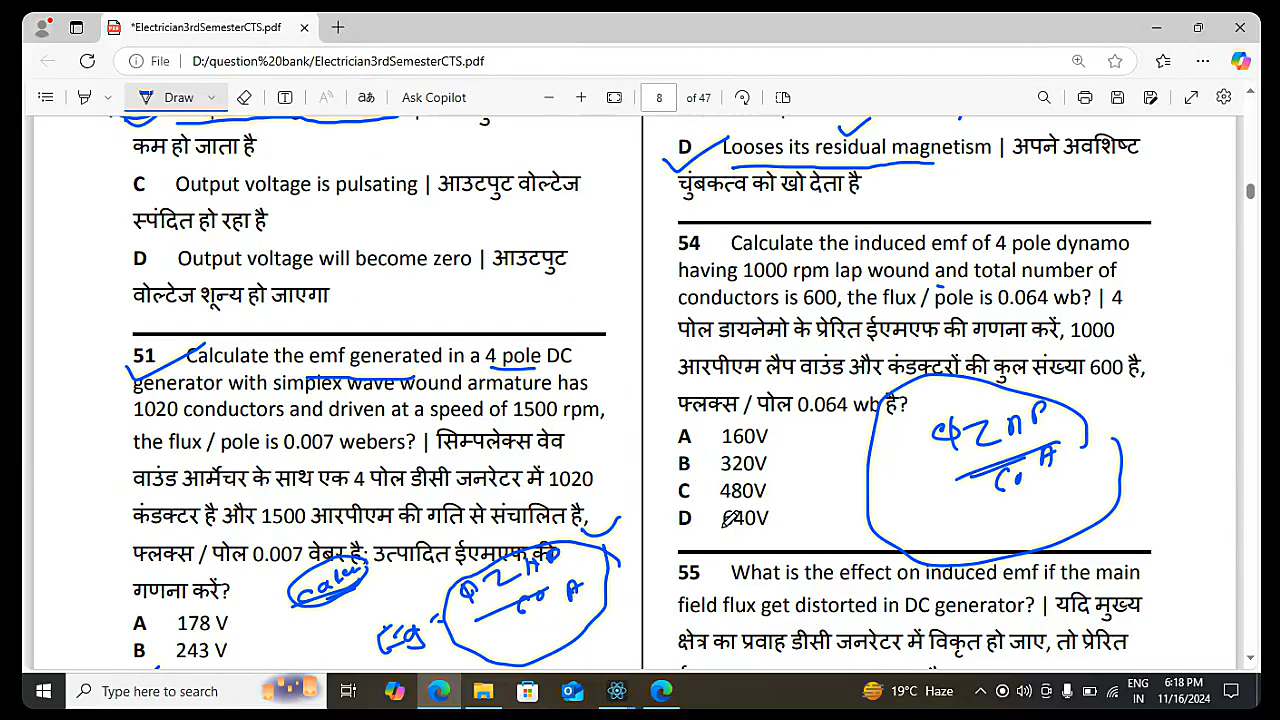 *Electrician3rdSemesterCTS.pdf
File D:/question%20bank/Electrician3rdSemesterCTS.pdf
Draw Ask Copilot 8 of 47
कम हो जाता है
C Output voltage is pulsating | आउटपुट वोल्टेज
स्पंदित हो रहा है
D Output voltage will become zero | आउटपुट
वोल्टेज शून्य हो जाएगा
51 Calculate the emf generated in a 4 pole DC
generator with simplex wave wound armature has
1020 conductors and driven at a speed of 1500 rpm,
the flux / pole is 0.007 webers? | सिम्पलेक्स वेव
वाउंड आर्मेचर के साथ एक 4 पोल डीसी जनरेटर में 1020
कंडक्टर है और 1500 आरपीएम की गति से संचालित है,
फ्लक्स / पोल 0.007 वेबर है; उत्पादित ईएमएफ की
गणना करें?
A 178 V
B 243 V
D Looses its residual magnetism | अपने अवशिष्ट
चुंबकत्व को खो देता है
54 Calculate the induced emf of 4 pole dynamo
having 1000 rpm lap wound and total number of
conductors is 600, the flux / pole is 0.064 wb? | 4
पोल डायनेमो के प्रेरित ईएमएफ की गणना करें, 1000
आरपीएम लैप वाउंड और कंडक्टरों की कुल संख्या 600 है,
फ्लक्स / पोल 0.064 wb है?
φ Z n P
60 A
A 160V
B 320V
C 480V
D 640V
55 What is the effect on induced emf if the main
field flux get distorted in DC generator? | यदि मुख्य
क्षेत्र का प्रवाह डीसी जनरेटर में विकृत हो जाए, तो प्रेरित
Type here to search
19°C Haze
ENG
IN
6:18 PM
11/16/2024